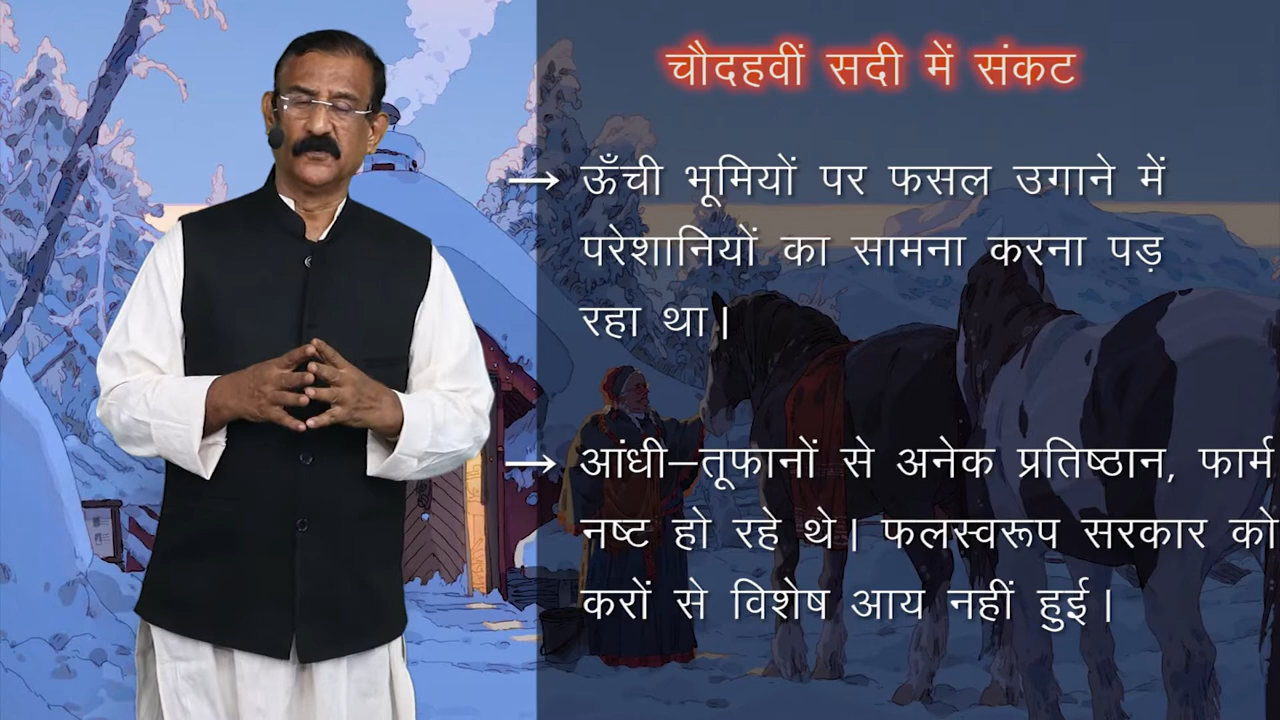 चौदहवीं सदी में संकट
→ ऊँची भूमियों पर फसल उगाने में
परेशानियों का सामना करना पड़
रहा था।
→ आंधी–तूफानों से अनेक प्रतिष्ठान, फार्म
नष्ट हो रहे थे। फलस्वरूप सरकार को
करों से विशेष आय नहीं हुई।